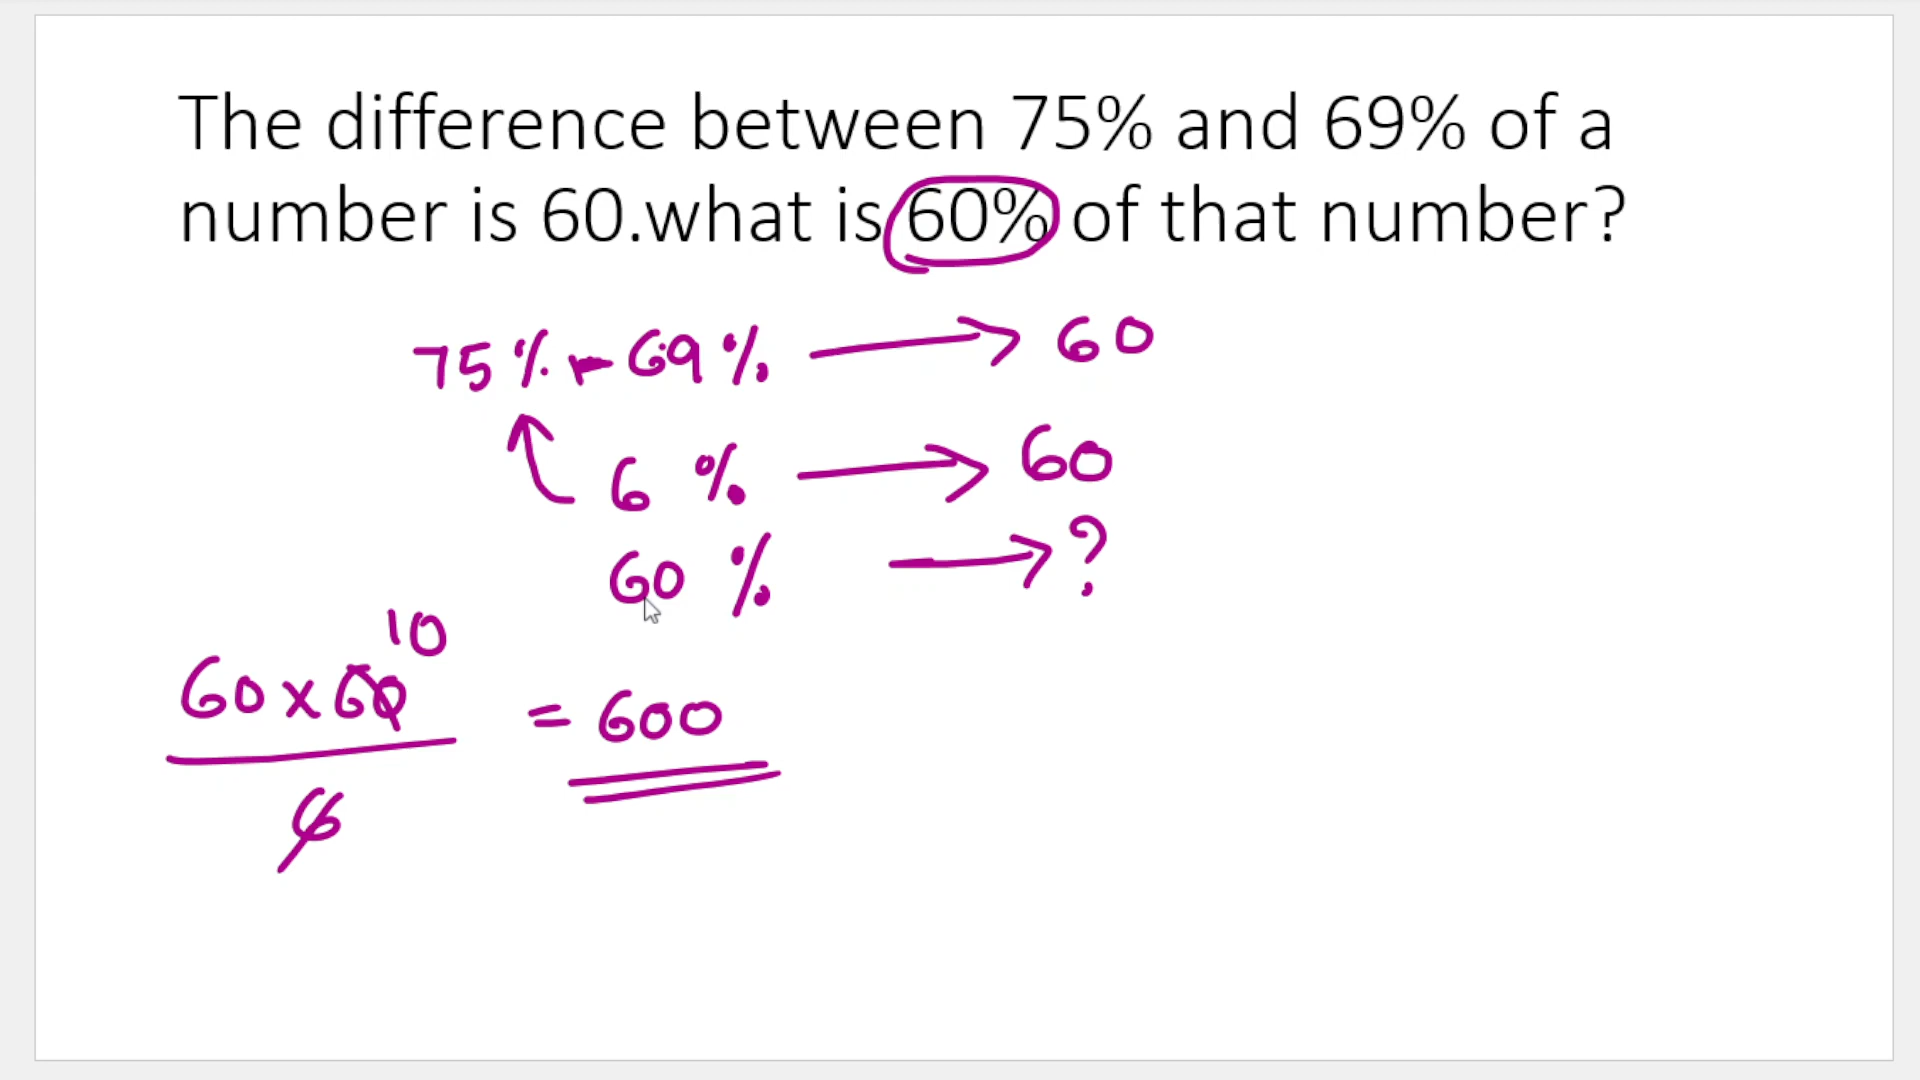 The difference between 75% and 69% of a
number is 60.what is 60% of that number?
75% - 69% → 60
6 % → 60
60 % → ?
10
60 x 60
= 600
6